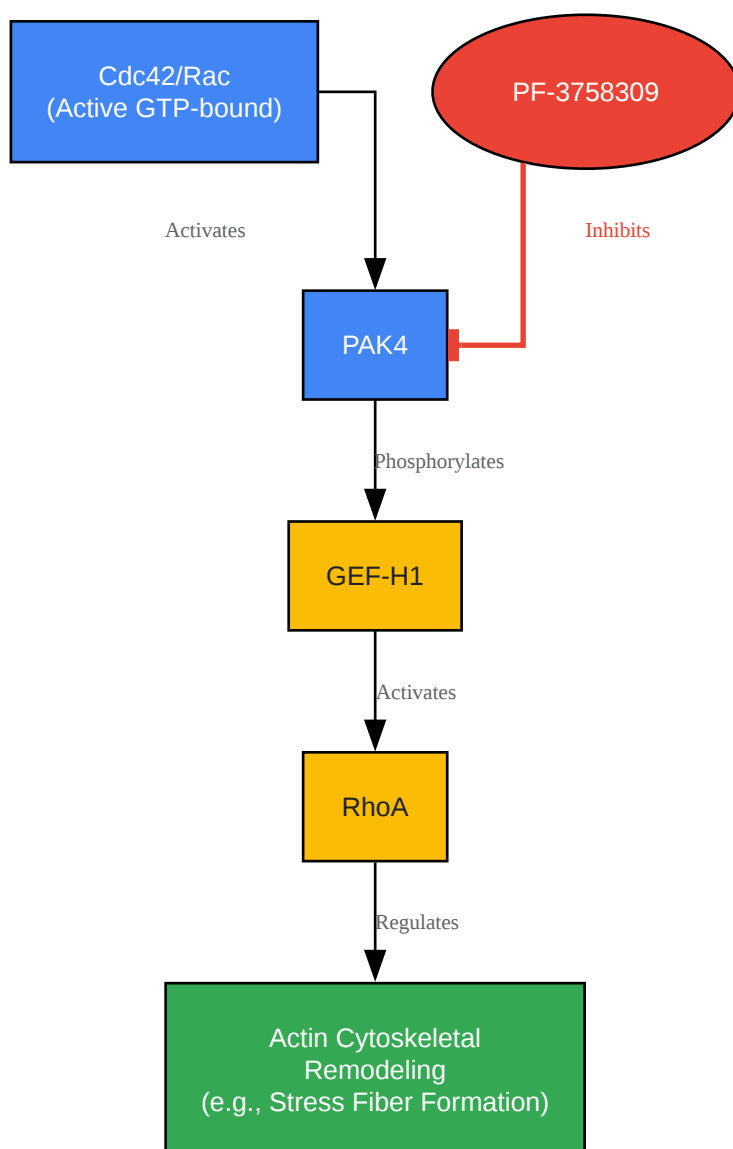 Cdc42/Rac
(Active GTP-bound)
PF-3758309
Activates
Inhibits
PAK4
Phosphorylates
GEF-H1
Activates
RhoA
Regulates
Actin Cytoskeletal
Remodeling
(e.g., Stress Fiber Formation)